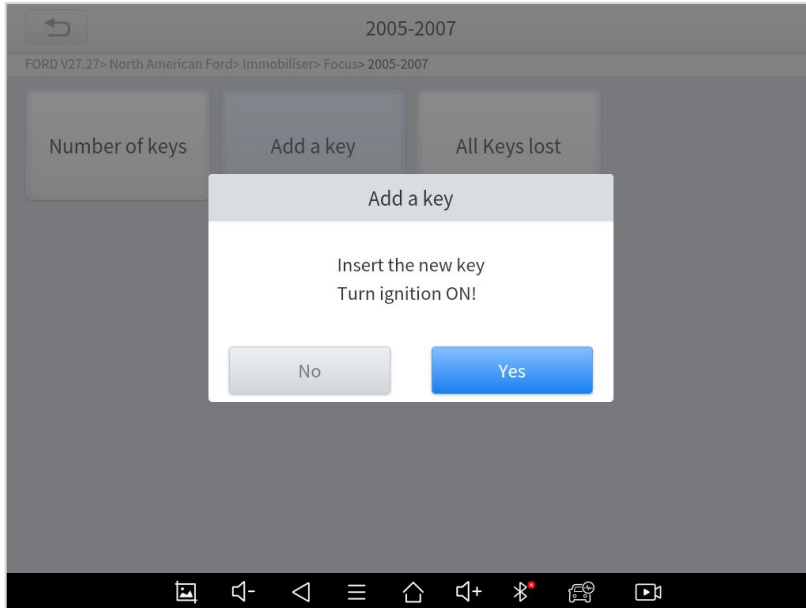 2005-2007
FORD V27.27> North American Ford> Immobiliser> Focus> 2005-2007
Number of keys
Add a key
All Keys lost
Add a key
Insert the new key
Turn ignition ON!
No
Yes